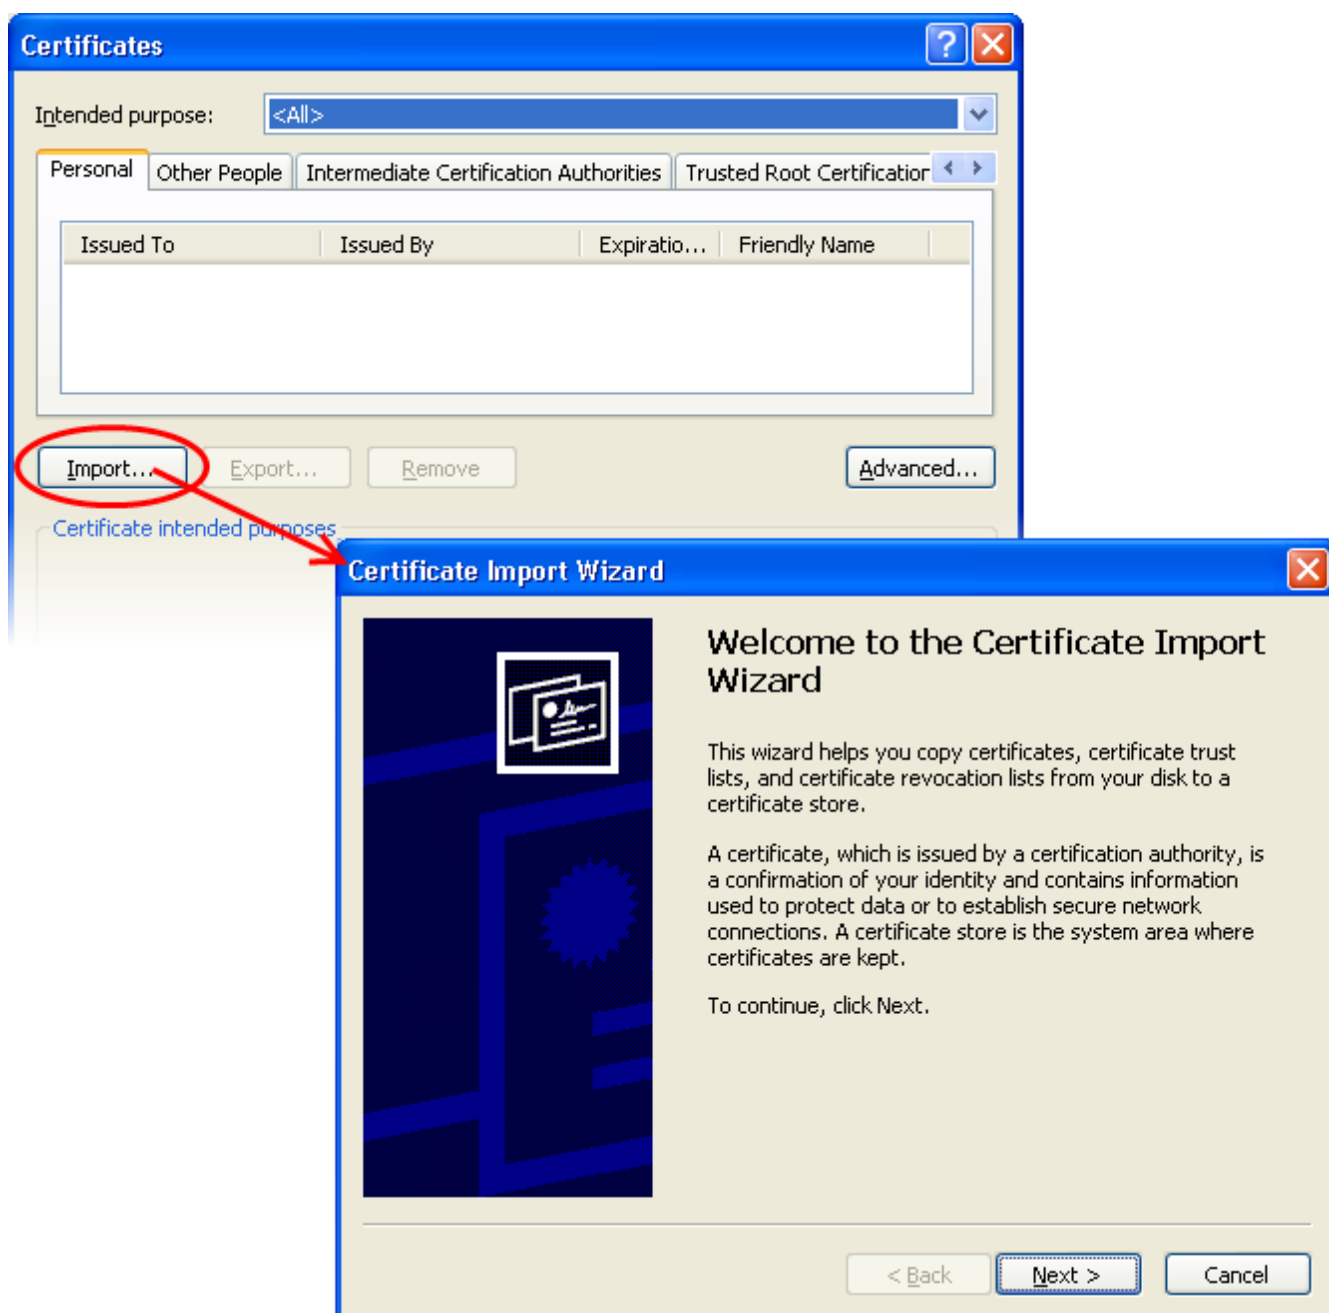 Certificates
Intended purpose: <All>
Personal Other People Intermediate Certification Authorities Trusted Root Certification
Issued To Issued By Expiratio... Friendly Name
Import... Export... Remove Advanced...
Certificate intended purposes
Certificate Import Wizard
Welcome to the Certificate Import
Wizard
This wizard helps you copy certificates, certificate trust
lists, and certificate revocation lists from your disk to a
certificate store.
A certificate, which is issued by a certification authority, is
a confirmation of your identity and contains information
used to protect data or to establish secure network
connections. A certificate store is the system area where
certificates are kept.
To continue, click Next.
< Back Next > Cancel